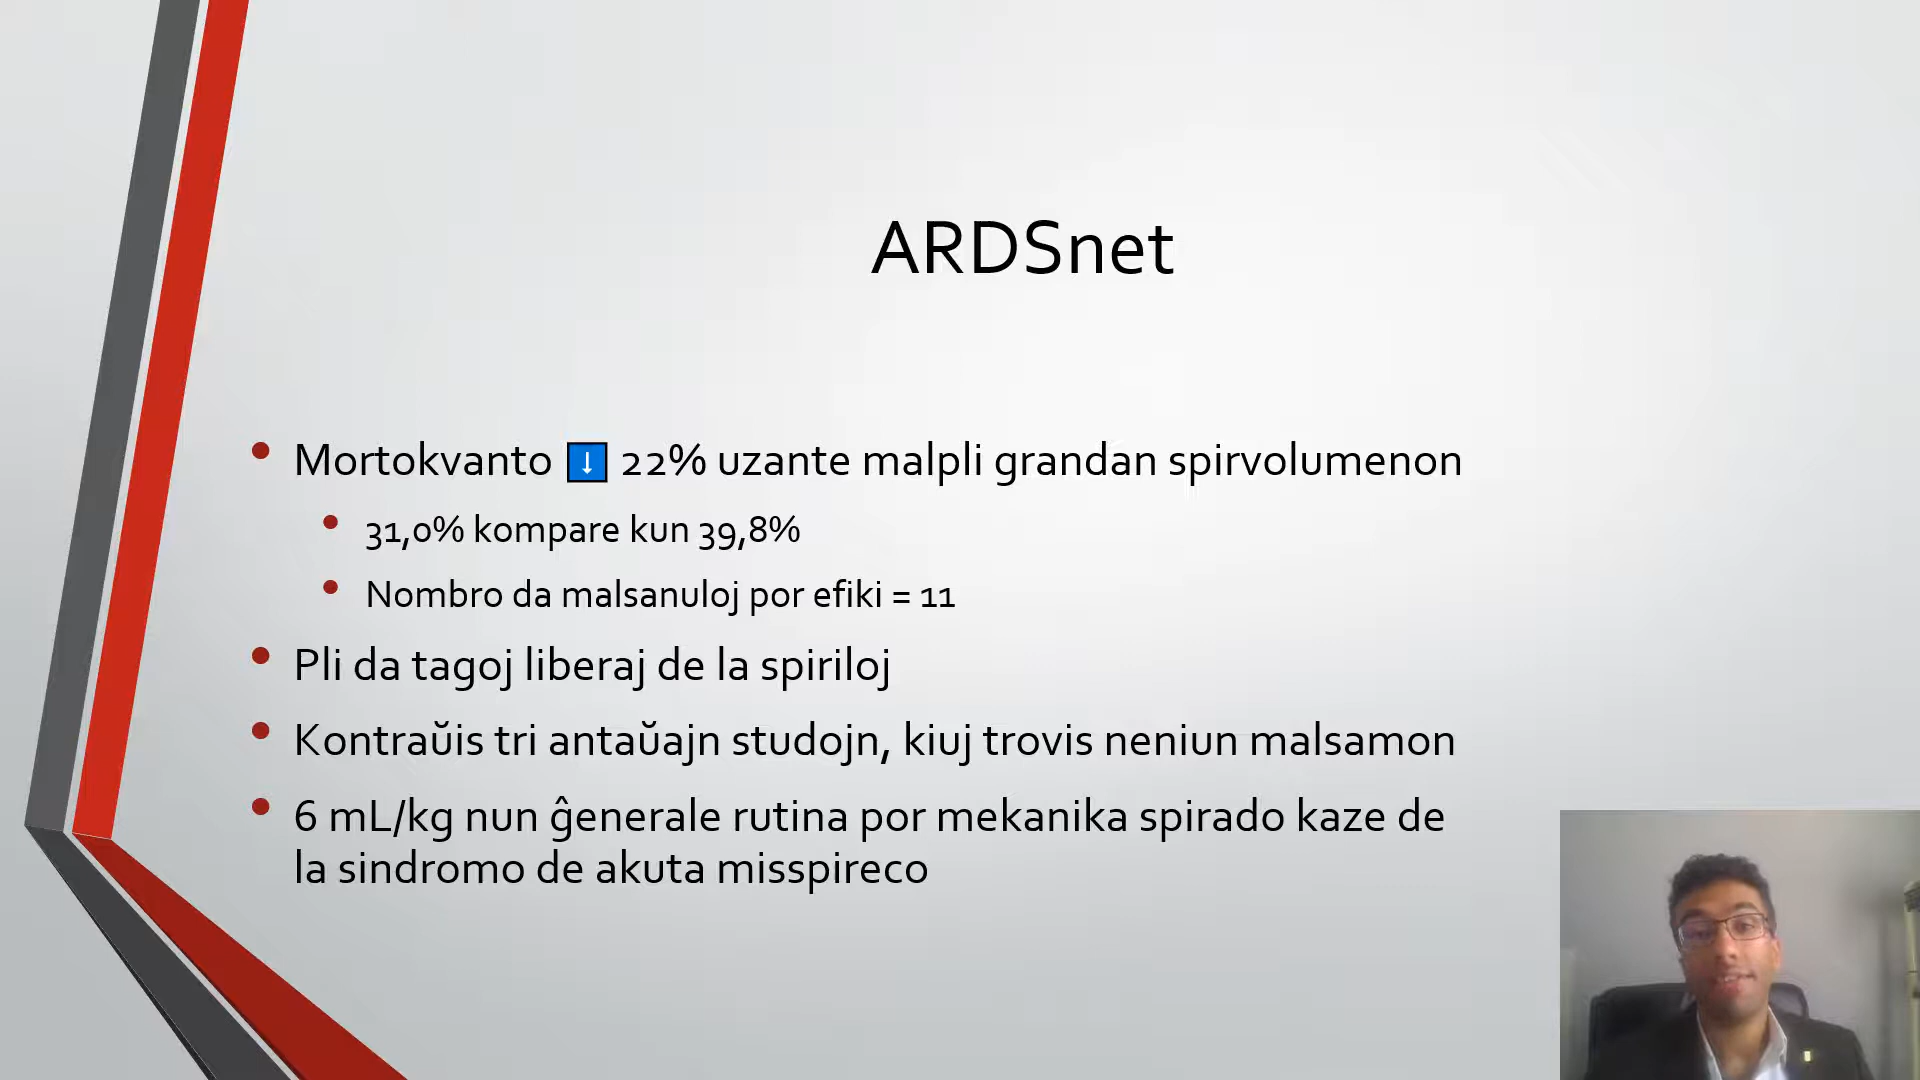 ARDSnet
• Mortokvanto ⬇ 22% uzante malpli grandan spirvolumenon
• 31,0% kompare kun 39,8%
• Nombro da malsanuloj por efiki = 11
• Pli da tagoj liberaj de la spiriloj
• Kontraŭis tri antaŭajn studojn, kiuj trovis neniun malsamon
• 6 mL/kg nun ĝenerale rutina por mekanika spirado kaze de
la sindromo de akuta misspireco